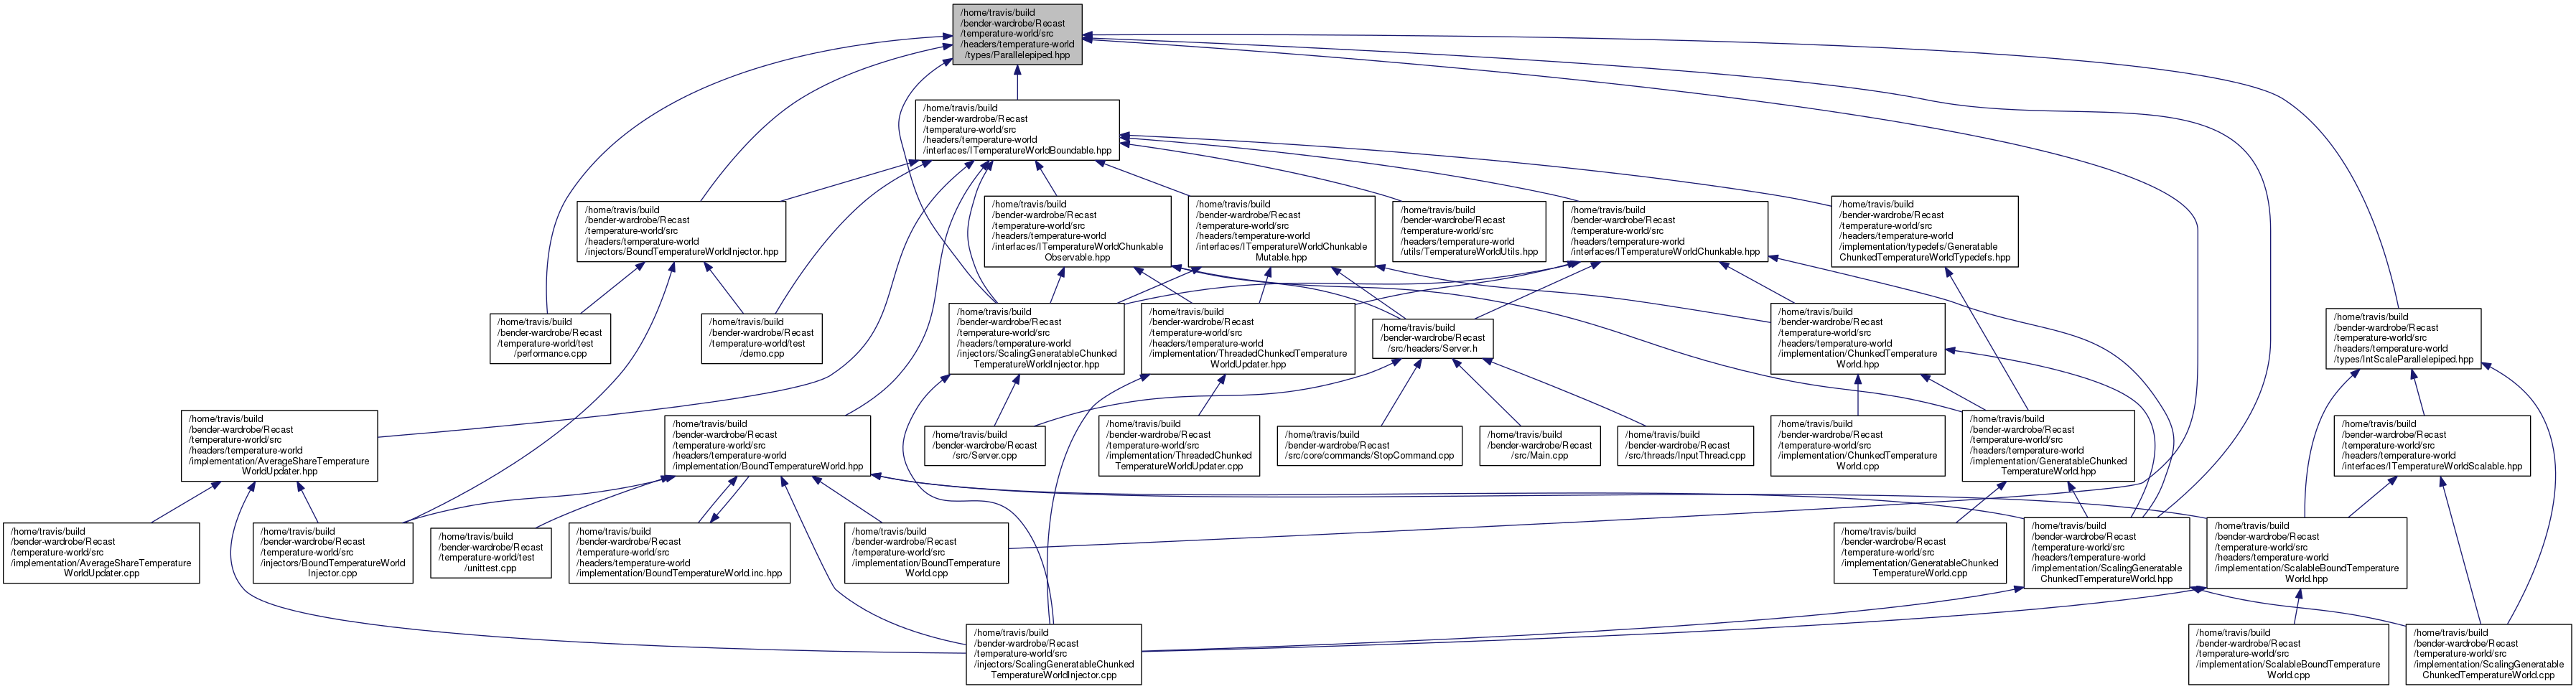 /home/travis/build
/bender-wardrobe/Recast
/temperature-world/src
/headers/temperature-world
/types/Parallelepiped.hpp
/home/travis/build
/bender-wardrobe/Recast
/temperature-world/src
/headers/temperature-world
/interfaces/ITemperatureWorldBoundable.hpp
/home/travis/build
/bender-wardrobe/Recast
/temperature-world/src
/headers/temperature-world
/injectors/BoundTemperatureWorldInjector.hpp
/home/travis/build
/bender-wardrobe/Recast
/temperature-world/src
/headers/temperature-world
/interfaces/ITemperatureWorldChunkable
Observable.hpp
/home/travis/build
/bender-wardrobe/Recast
/temperature-world/src
/headers/temperature-world
/interfaces/ITemperatureWorldChunkable
Mutable.hpp
/home/travis/build
/bender-wardrobe/Recast
/temperature-world/src
/headers/temperature-world
/utils/TemperatureWorldUtils.hpp
/home/travis/build
/bender-wardrobe/Recast
/temperature-world/src
/headers/temperature-world
/interfaces/ITemperatureWorldChunkable.hpp
/home/travis/build
/bender-wardrobe/Recast
/temperature-world/src
/headers/temperature-world
/implementation/typedefs/Generatable
ChunkedTemperatureWorldTypedefs.hpp
/home/travis/build
/bender-wardrobe/Recast
/temperature-world/test
/performance.cpp
/home/travis/build
/bender-wardrobe/Recast
/temperature-world/test
/demo.cpp
/home/travis/build
/bender-wardrobe/Recast
/temperature-world/src
/headers/temperature-world
/injectors/ScalingGeneratableChunked
TemperatureWorldInjector.hpp
/home/travis/build
/bender-wardrobe/Recast
/temperature-world/src
/headers/temperature-world
/implementation/ThreadedChunkedTemperature
WorldUpdater.hpp
/home/travis/build
/bender-wardrobe/Recast
/src/headers/Server.h
/home/travis/build
/bender-wardrobe/Recast
/temperature-world/src
/headers/temperature-world
/implementation/ChunkedTemperature
World.hpp
/home/travis/build
/bender-wardrobe/Recast
/temperature-world/src
/headers/temperature-world
/types/IntScaleParallelepiped.hpp
/home/travis/build
/bender-wardrobe/Recast
/temperature-world/src
/headers/temperature-world
/implementation/AverageShareTemperature
WorldUpdater.hpp
/home/travis/build
/bender-wardrobe/Recast
/temperature-world/src
/headers/temperature-world
/implementation/BoundTemperatureWorld.hpp
/home/travis/build
/bender-wardrobe/Recast
/src/Server.cpp
/home/travis/build
/bender-wardrobe/Recast
/temperature-world/src
/implementation/ThreadedChunked
TemperatureWorldUpdater.cpp
/home/travis/build
/bender-wardrobe/Recast
/src/core/commands/StopCommand.cpp
/home/travis/build
/bender-wardrobe/Recast
/src/Main.cpp
/home/travis/build
/bender-wardrobe/Recast
/src/threads/InputThread.cpp
/home/travis/build
/bender-wardrobe/Recast
/temperature-world/src
/implementation/ChunkedTemperature
World.cpp
/home/travis/build
/bender-wardrobe/Recast
/temperature-world/src
/headers/temperature-world
/implementation/GeneratableChunked
TemperatureWorld.hpp
/home/travis/build
/bender-wardrobe/Recast
/temperature-world/src
/headers/temperature-world
/interfaces/ITemperatureWorldScalable.hpp
/home/travis/build
/bender-wardrobe/Recast
/temperature-world/src
/implementation/AverageShareTemperature
WorldUpdater.cpp
/home/travis/build
/bender-wardrobe/Recast
/temperature-world/src
/injectors/BoundTemperatureWorld
Injector.cpp
/home/travis/build
/bender-wardrobe/Recast
/temperature-world/test
/unittest.cpp
/home/travis/build
/bender-wardrobe/Recast
/temperature-world/src
/headers/temperature-world
/implementation/BoundTemperatureWorld.inc.hpp
/home/travis/build
/bender-wardrobe/Recast
/temperature-world/src
/implementation/BoundTemperature
World.cpp
/home/travis/build
/bender-wardrobe/Recast
/temperature-world/src
/implementation/GeneratableChunked
TemperatureWorld.cpp
/home/travis/build
/bender-wardrobe/Recast
/temperature-world/src
/headers/temperature-world
/implementation/ScalingGeneratable
ChunkedTemperatureWorld.hpp
/home/travis/build
/bender-wardrobe/Recast
/temperature-world/src
/headers/temperature-world
/implementation/ScalableBoundTemperature
World.hpp
/home/travis/build
/bender-wardrobe/Recast
/temperature-world/src
/injectors/ScalingGeneratableChunked
TemperatureWorldInjector.cpp
/home/travis/build
/bender-wardrobe/Recast
/temperature-world/src
/implementation/ScalableBoundTemperature
World.cpp
/home/travis/build
/bender-wardrobe/Recast
/temperature-world/src
/implementation/ScalingGeneratable
ChunkedTemperatureWorld.cpp